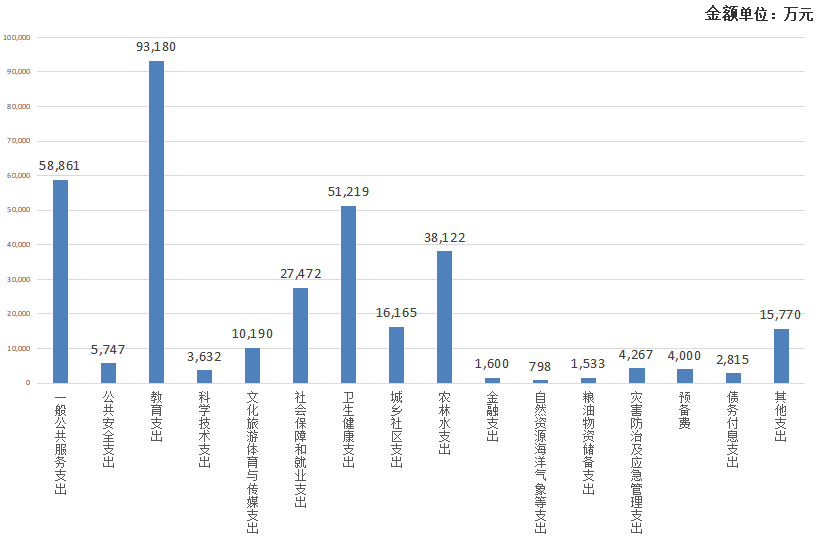 金额单位：万元
100,000
90,000
80,000
70,000
60,000
50,000
40,000
30,000
20,000
10,000
0
58,861
5,747
93,180
3,632
10,190
27,472
51,219
16,165
38,122
1,600
798
1,533
4,267
4,000
2,815
15,770
一般公共服务支出
公共安全支出
教育支出
科学技术支出
文化旅游体育与传媒支出
社会保障和就业支出
卫生健康支出
城乡社区支出
农林水支出
金融支出
自然资源海洋气象等支出
粮油物资储备支出
灾害防治及应急管理支出
预备费
债务付息支出
其他支出